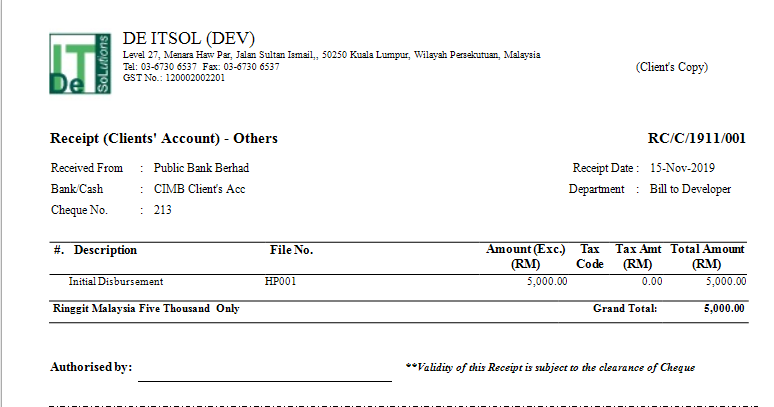 IT
De
SoLutions
DE ITSOL (DEV)
Level 27, Menara Haw Par, Jalan Sultan Ismail,, 50250 Kuala Lumpur, Wilayah Persekutuan, Malaysia
Tel: 03-6730 6537 Fax: 03-6730 6537
GST No.: 120002002201
(Client's Copy)
Receipt (Clients' Account) - Others RC/C/1911/001
Received From : Public Bank Berhad Receipt Date : 15-Nov-2019
Bank/Cash : CIMB Client's Acc Department : Bill to Developer
Cheque No. : 213
#. Description File No. Amount (Exc.) Tax Tax Amt Total Amount
(RM) Code (RM) (RM)
Initial Disbursement HP001 5,000.00 0.00 5,000.00
Ringgit Malaysia Five Thousand Only Grand Total: 5,000.00
Authorised by: **Validity of this Receipt is subject to the clearance of Cheque